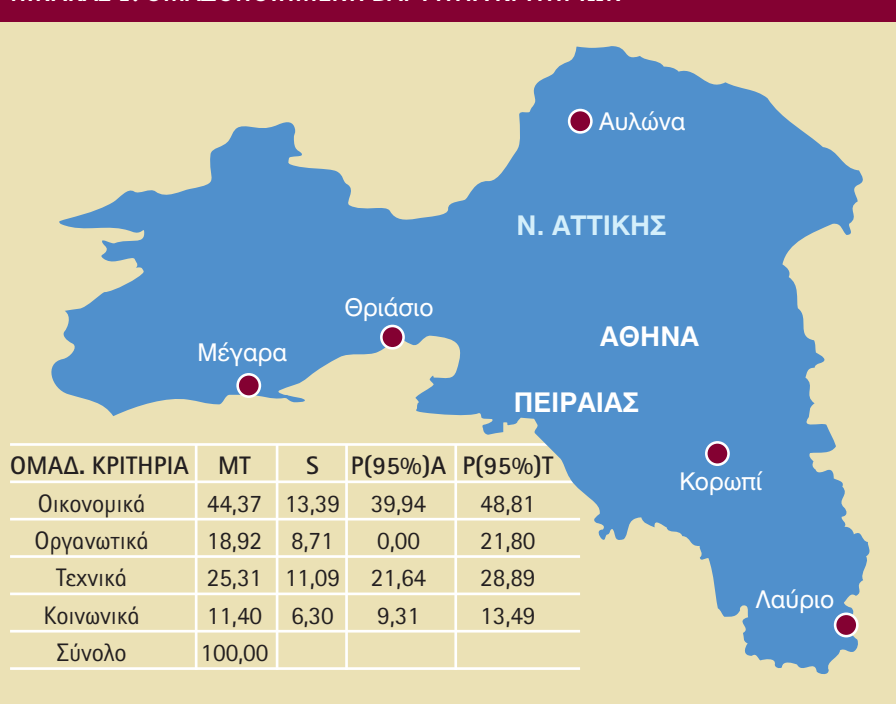 Αυλώνα
Ν. ΑΤΤΙΚΗΣ
Θριάσιο
ΑΘΗΝΑ
Μέγαρα
ΠΕΙΡΑΙΑΣ
Κορωπί
Λαύριο
ΟΜΑΔ. ΚΡΙΤΗΡΙΑ ΜΤ S P(95%)A P(95%)T
Οικονομικά 44,37 13,39 39,94 48,81
Οργανωτικά 18,92 8,71 0,00 21,80
Τεχνικά 25,31 11,09 21,64 28,89
Κοινωνικά 11,40 6,30 9,31 13,49
Σύνολο 100,00